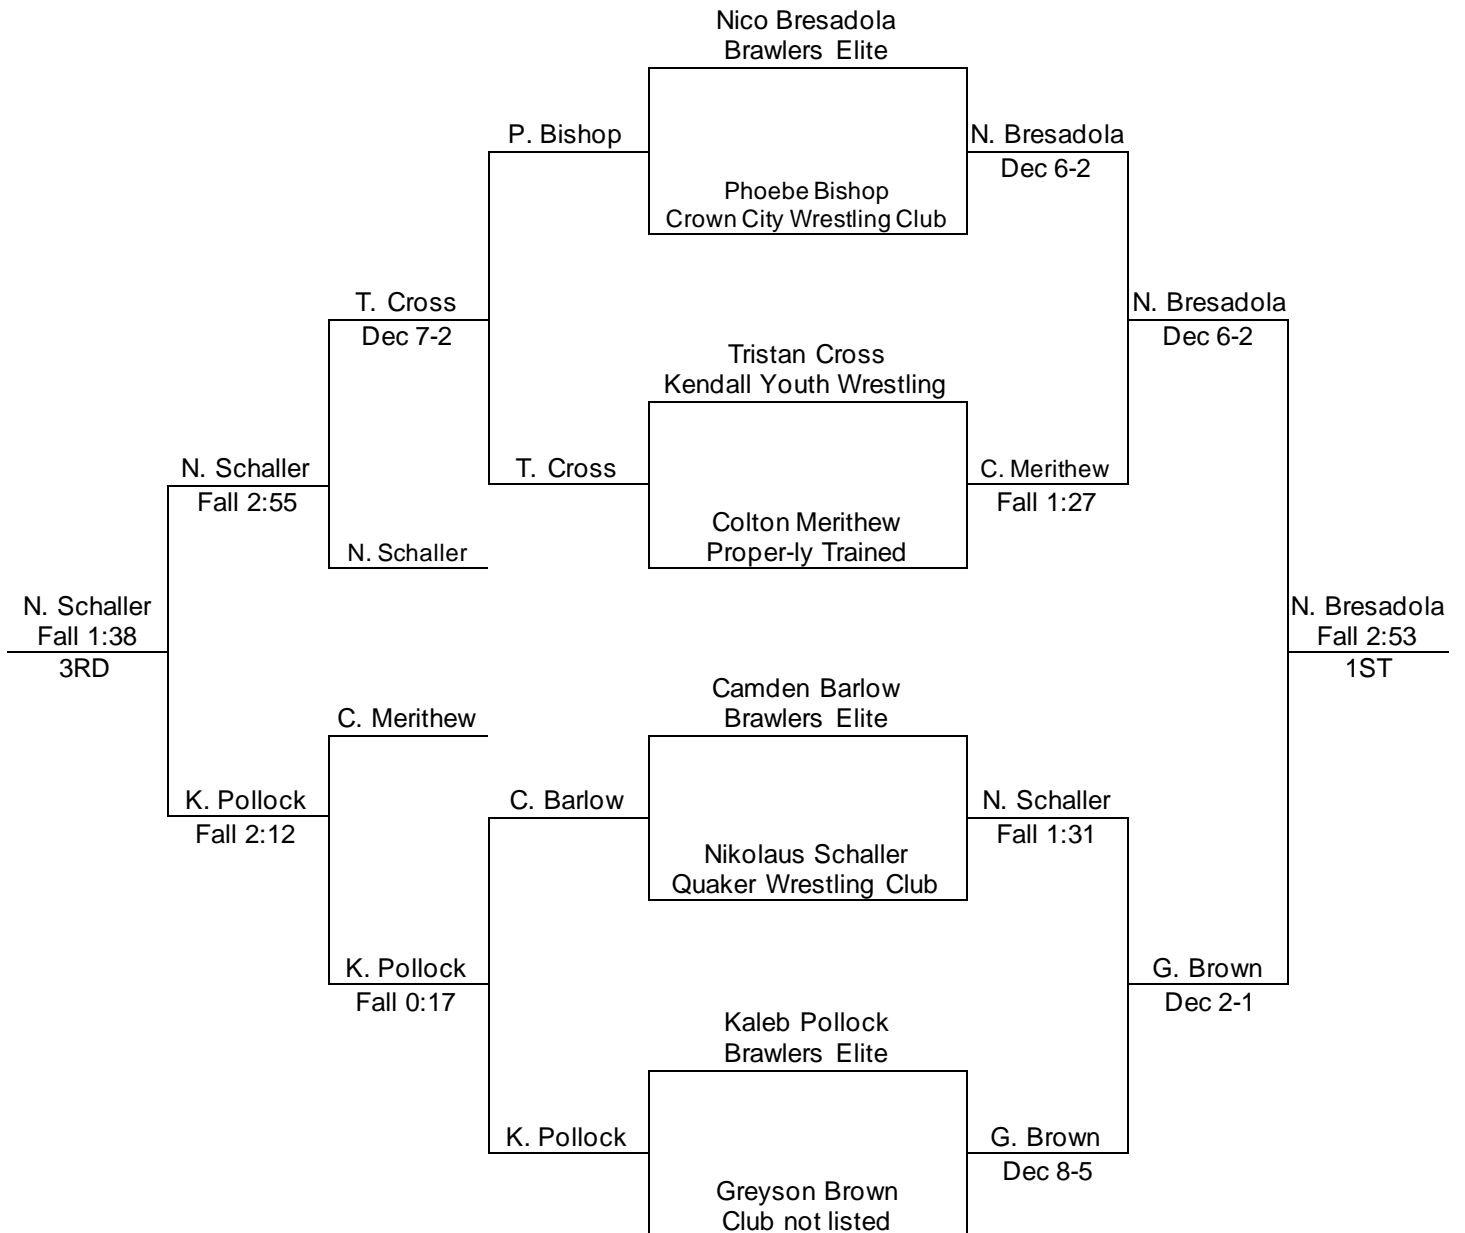 Nico Bresadola
Brawlers Elite
P. Bishop
N. Bresadola
Dec 6-2
Phoebe Bishop
Crown City Wrestling Club
T. Cross
Dec 7-2
N. Bresadola
Dec 6-2
Tristan Cross
Kendall Youth Wrestling
N. Schaller
Fall 2:55
T. Cross
C. Merithew
Fall 1:27
Colton Merithew
Proper-ly Trained
N. Schaller
N. Schaller
Fall 1:38
3RD
N. Bresadola
Fall 2:53
1ST
Camden Barlow
Brawlers Elite
C. Merithew
K. Pollock
Fall 2:12
C. Barlow
N. Schaller
Fall 1:31
Nikolaus Schaller
Quaker Wrestling Club
K. Pollock
Fall 0:17
G. Brown
Dec 2-1
Kaleb Pollock
Brawlers Elite
K. Pollock
G. Brown
Dec 8-5
Greyson Brown
Club not listed